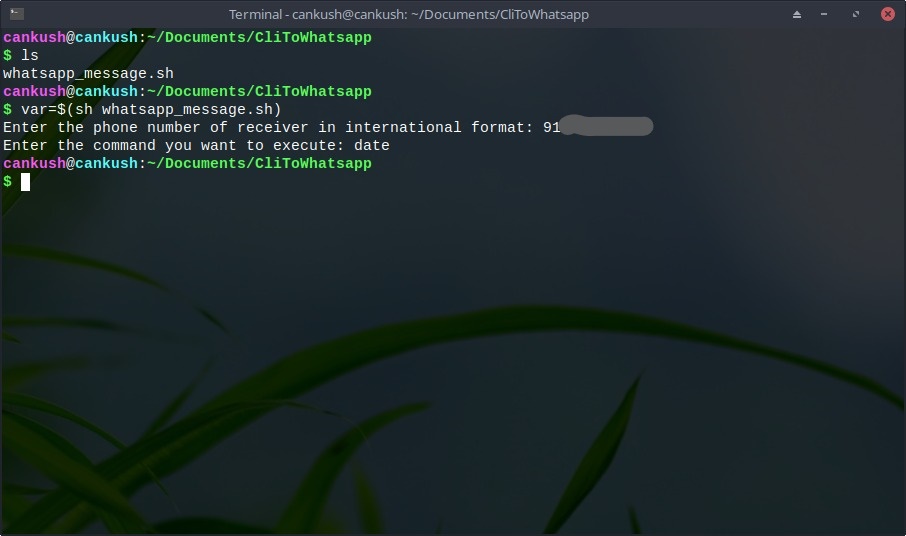 Terminal - cankush@cankush: ~/Documents/CliToWhatsapp
cankush@cankush:~/Documents/CliToWhatsapp
$ ls
whatsapp_message.sh
cankush@cankush:~/Documents/CliToWhatsapp
$ var=$(sh whatsapp_message.sh)
Enter the phone number of receiver in international format: 91
Enter the command you want to execute: date
cankush@cankush:~/Documents/CliToWhatsapp
$